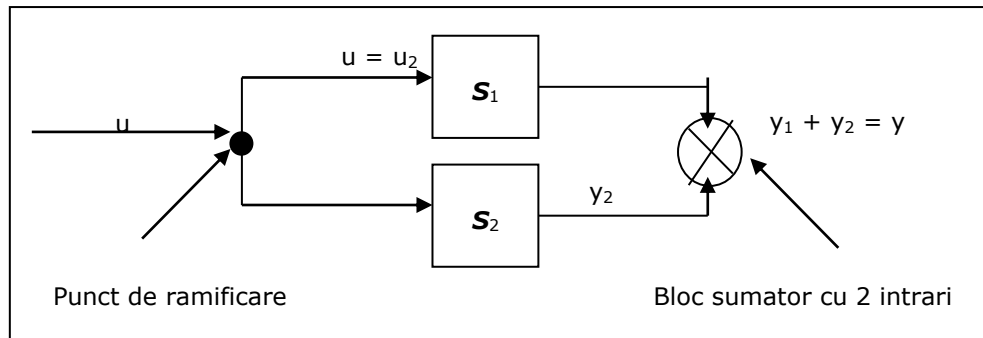 u = u₂
S₁
u
y₁ + y₂ = y
S₂
y₂
Punct de ramificare
Bloc sumator cu 2 intrari